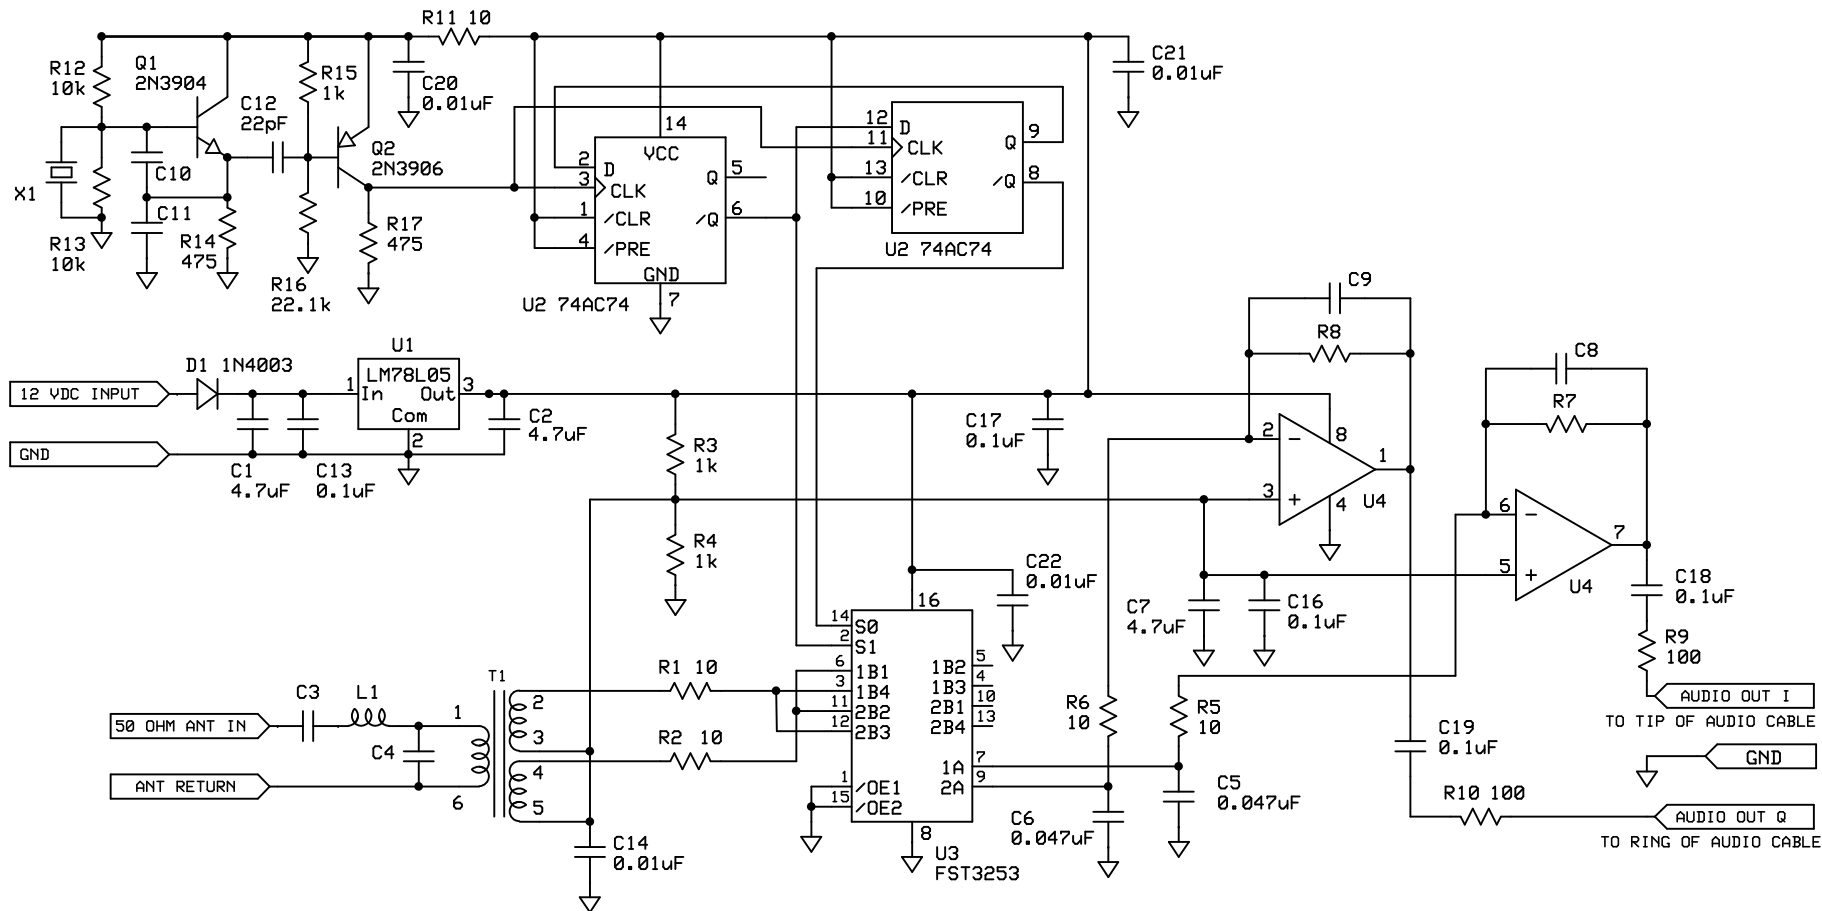 R11 10
R12
10k
Q1
2N3904
C12
22pF
R15
1k
C20
0.01uF
C21
0.01uF
X1
C10
C11
R13
10k
R14
475
Q2
2N3906
R16
22.1k
R17
475
14
VCC
2 D
3 CLK
1 /CLR
4 /PRE
Q 5
/Q 6
GND
7
U2 74AC74
12 D
11 CLK
13 /CLR
10 /PRE
Q 9
/Q 8
U2 74AC74
D1 1N4003
U1
LM78L05
1 In Out 3
Com
2
12 VDC INPUT
GND
C1
4.7uF
C13
0.1uF
C2
4.7uF
R3
1k
R4
1k
C17
0.1uF
C9
R8
2 -
3 +
8
4
1
U4
C8
R7
6 -
5 +
7
U4
C22
0.01uF
C7
4.7uF
C16
0.1uF
C18
0.1uF
R9
100
AUDIO OUT I
TO TIP OF AUDIO CABLE
GND
16
14 S0
2 S1
6 1B1
3 1B4
11 2B2
12 2B3
1 /OE1
15 /OE2
1B2 5
1B3 4
2B1 10
2B4 13
1A 7
2A 9
8
U3
FST3253
R1 10
R2 10
T1
1
6
2
3
4
5
C3
L1
C4
50 OHM ANT IN
ANT RETURN
C14
0.01uF
R6
10
R5
10
C6
0.047uF
C5
0.047uF
C19
0.1uF
R10 100
AUDIO OUT Q
TO RING OF AUDIO CABLE